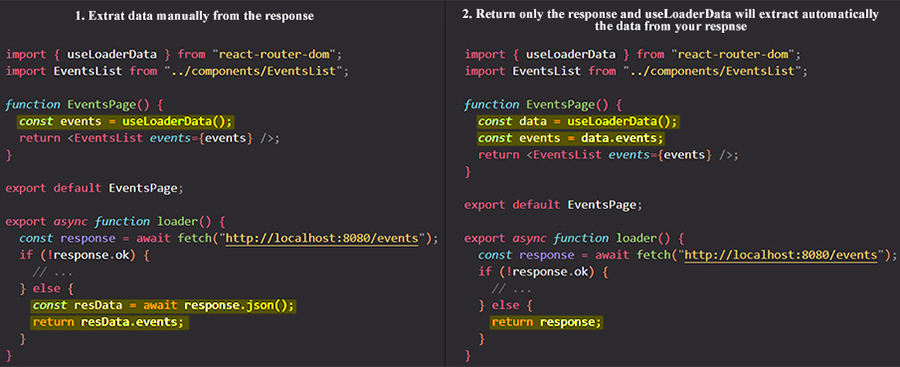 1. Extrat data manually from the response
import { useLoaderData } from "react-router-dom";
import EventsList from "../components/EventsList";
function EventsPage() {
const events = useLoaderData();
return <EventsList events={events} />;
}
export default EventsPage;
export async function loader() {
const response = await fetch("http://localhost:8080/events");
if (!response.ok) {
// ...
} else {
const resData = await response.json();
return resData.events;
}
}
2. Return only the response and useLoaderData will extract automatically
the data from your respnse
import { useLoaderData } from "react-router-dom";
import EventsList from "../components/EventsList";
function EventsPage() {
const data = useLoaderData();
const events = data.events;
return <EventsList events={events} />;
}
export default EventsPage;
export async function loader() {
const response = await fetch("http://localhost:8080/events");
if (!response.ok) {
// ...
} else {
return response;
}
}